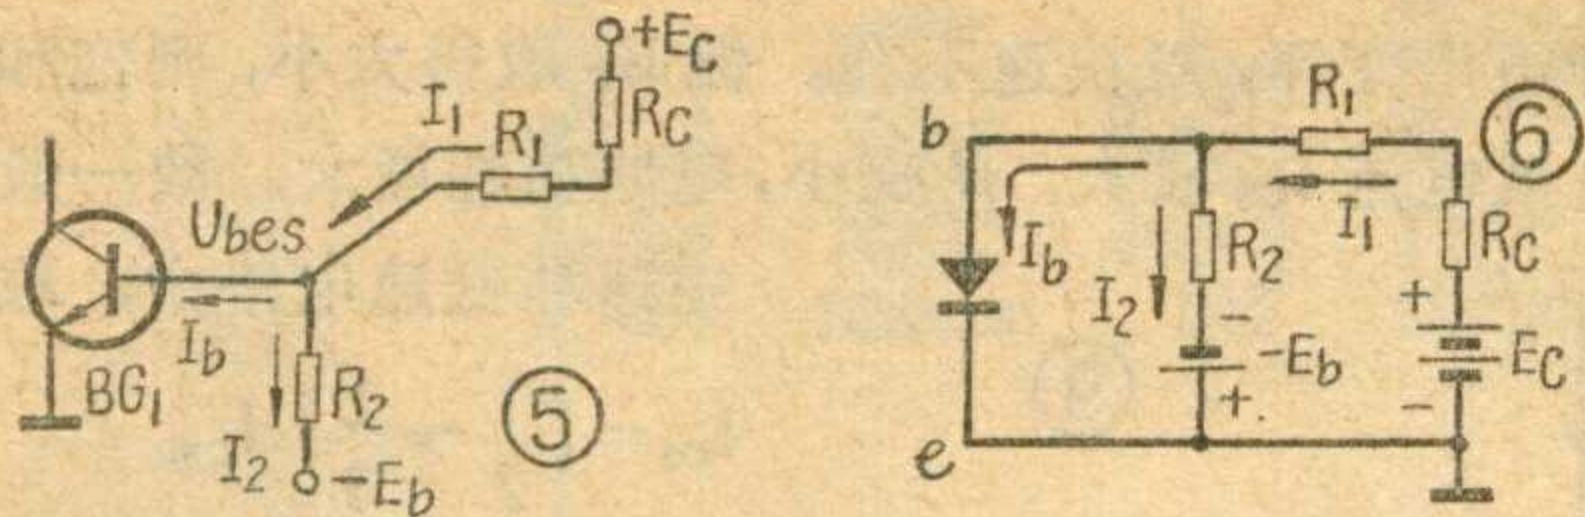 +EC
I1
R1
RC
Ubes
Ib
BG1
R2
I2
-Eb
⑤
b
R1
⑥
I1
Ib
R2
RC
I2
-
+
-Eb
EC
+.
-
e